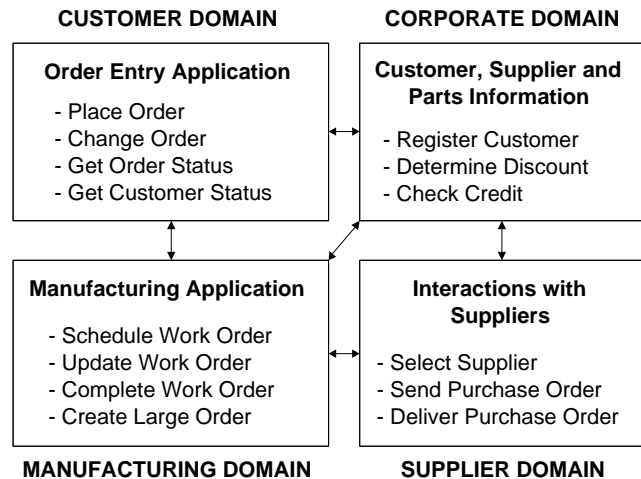 CUSTOMER DOMAIN
CORPORATE DOMAIN
Order Entry Application
- Place Order
- Change Order
- Get Order Status
- Get Customer Status
Customer, Supplier and
Parts Information
- Register Customer
- Determine Discount
- Check Credit
Manufacturing Application
- Schedule Work Order
- Update Work Order
- Complete Work Order
- Create Large Order
Interactions with
Suppliers
- Select Supplier
- Send Purchase Order
- Deliver Purchase Order
MANUFACTURING DOMAIN
SUPPLIER DOMAIN